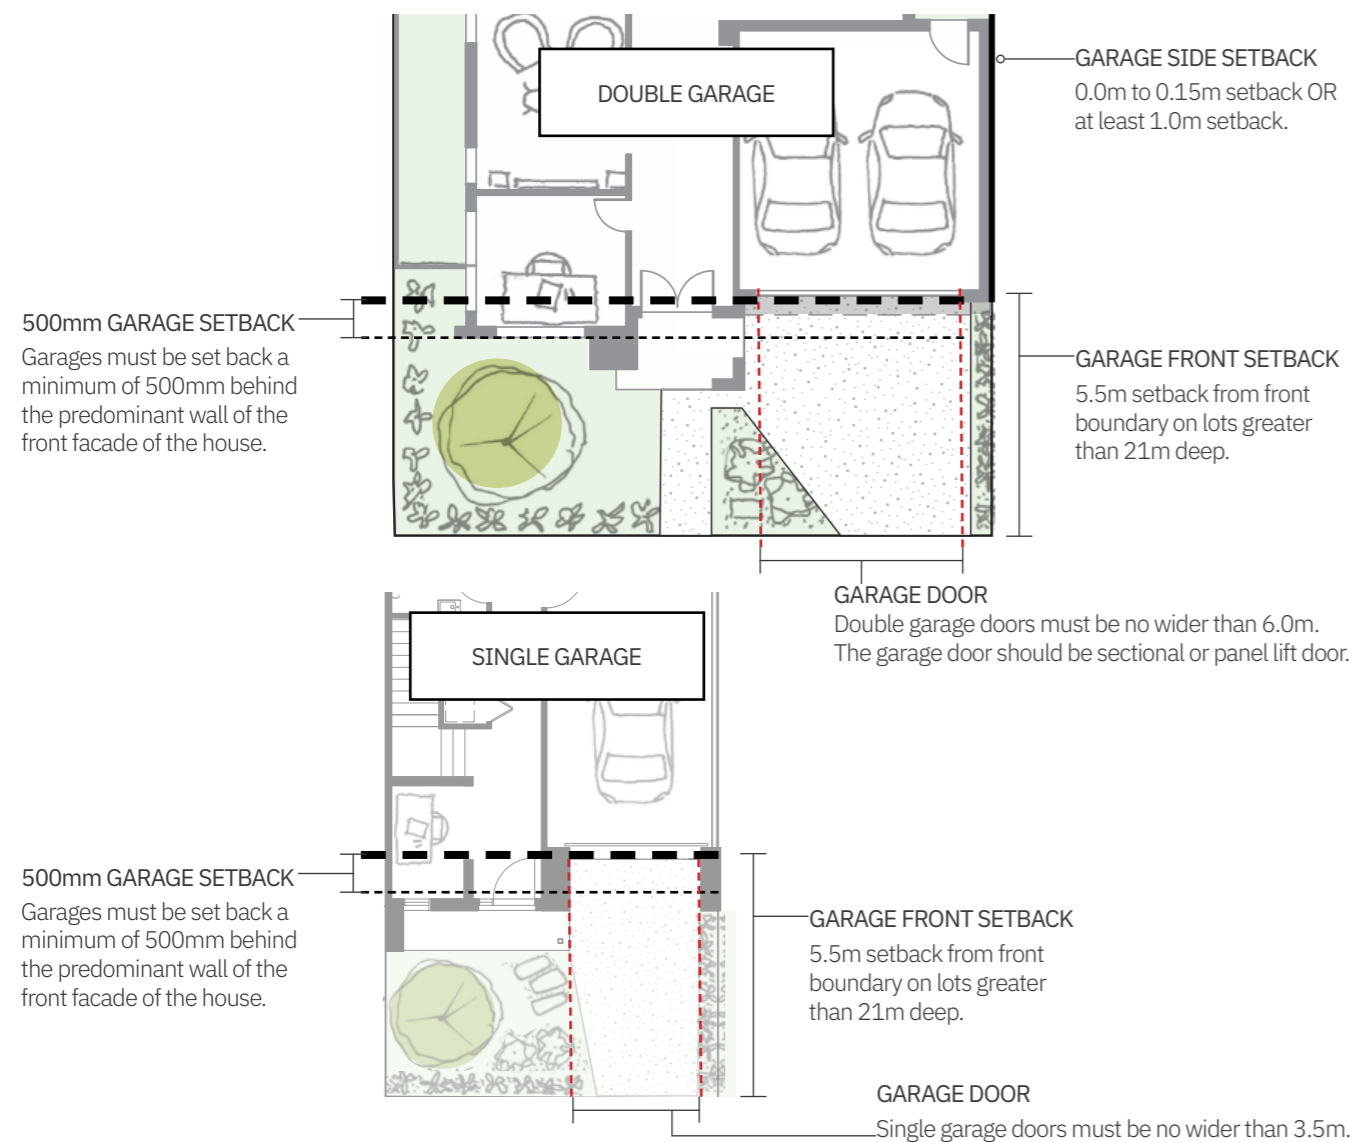 DOUBLE GARAGE
GARAGE SIDE SETBACK
0.0m to 0.15m setback OR
at least 1.0m setback.
500mm GARAGE SETBACK
Garages must be set back a
minimum of 500mm behind
the predominant wall of the
front facade of the house.
GARAGE FRONT SETBACK
5.5m setback from front
boundary on lots greater
than 21m deep.
GARAGE DOOR
Double garage doors must be no wider than 6.0m.
The garage door should be sectional or panel lift door.
SINGLE GARAGE
500mm GARAGE SETBACK
Garages must be set back a
minimum of 500mm behind
the predominant wall of the
front facade of the house.
GARAGE FRONT SETBACK
5.5m setback from front
boundary on lots greater
than 21m deep.
GARAGE DOOR
Single garage doors must be no wider than 3.5m.